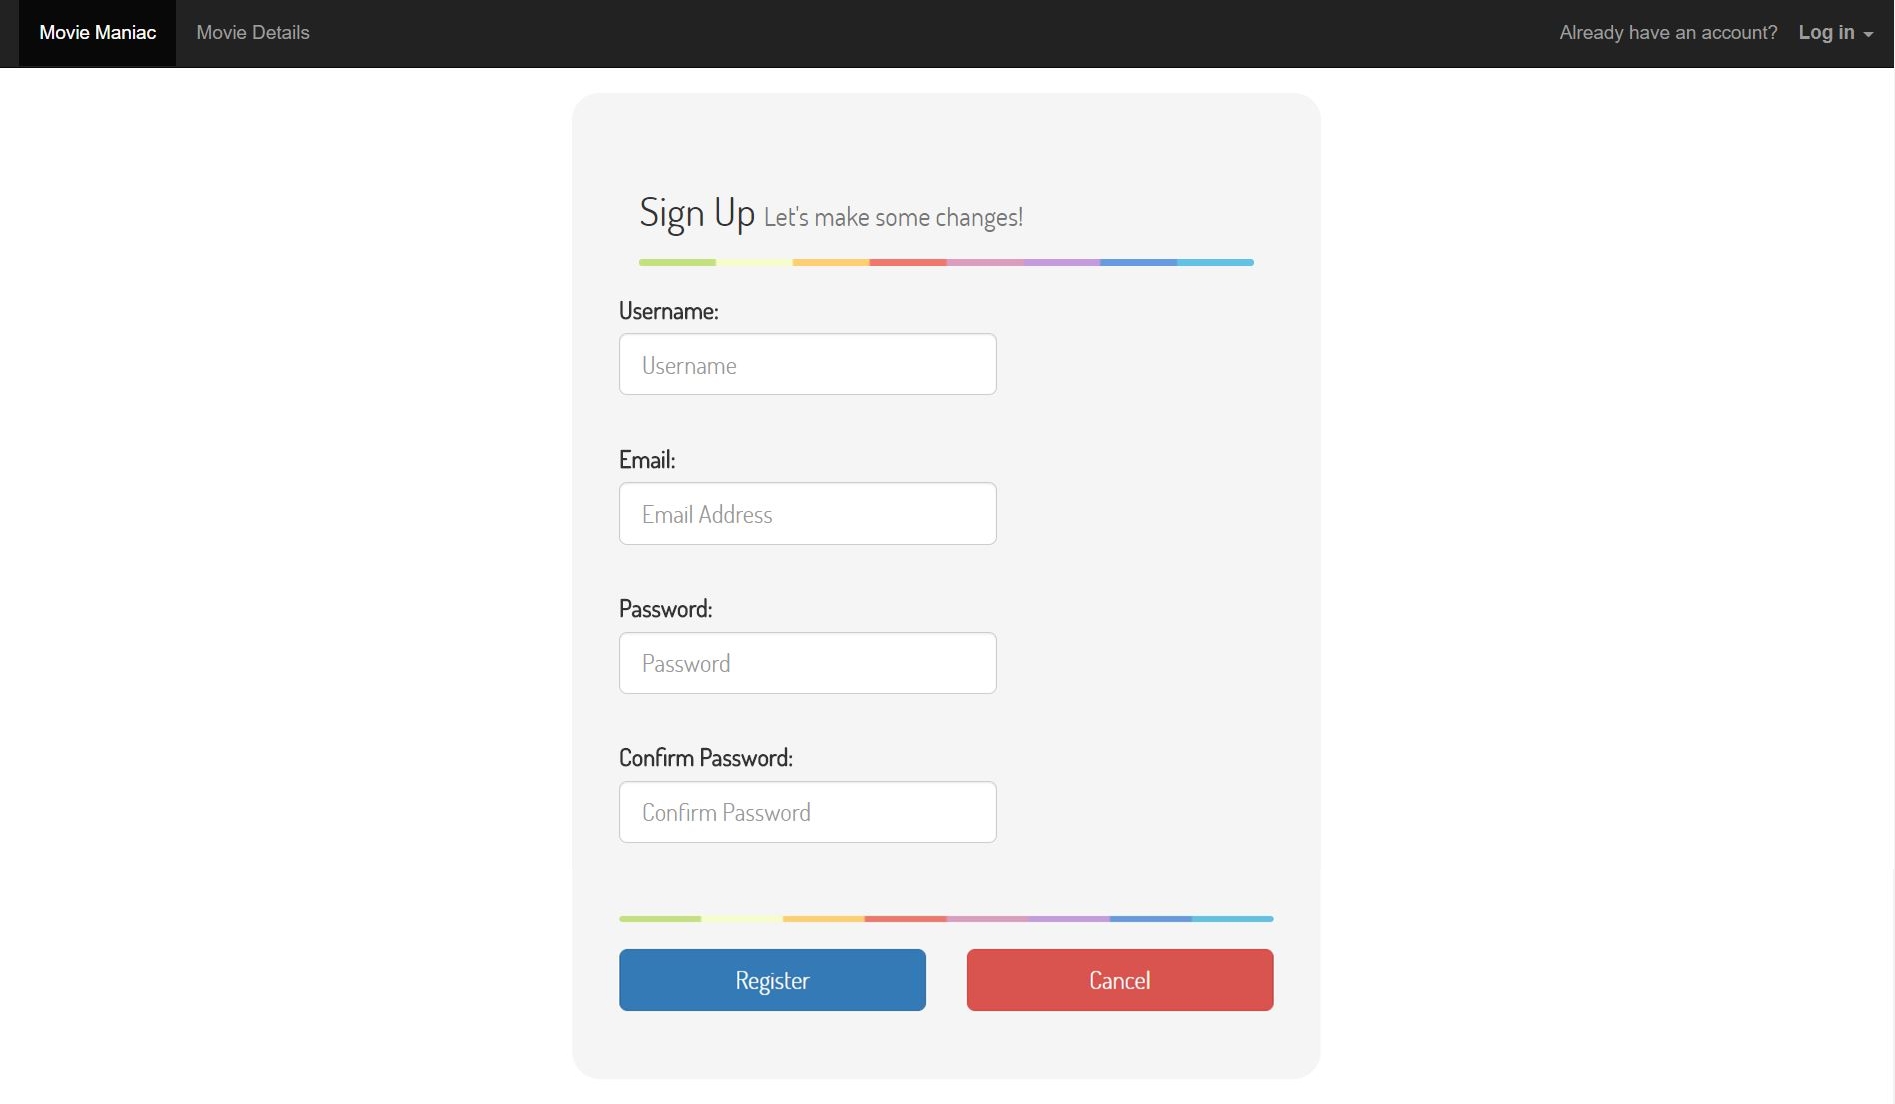 Movie Maniac Movie Details Already have an account? Log in
Sign Up Let's make some changes!
Username:
Username
Email:
Email Address
Password:
Password
Confirm Password:
Confirm Password
Register Cancel